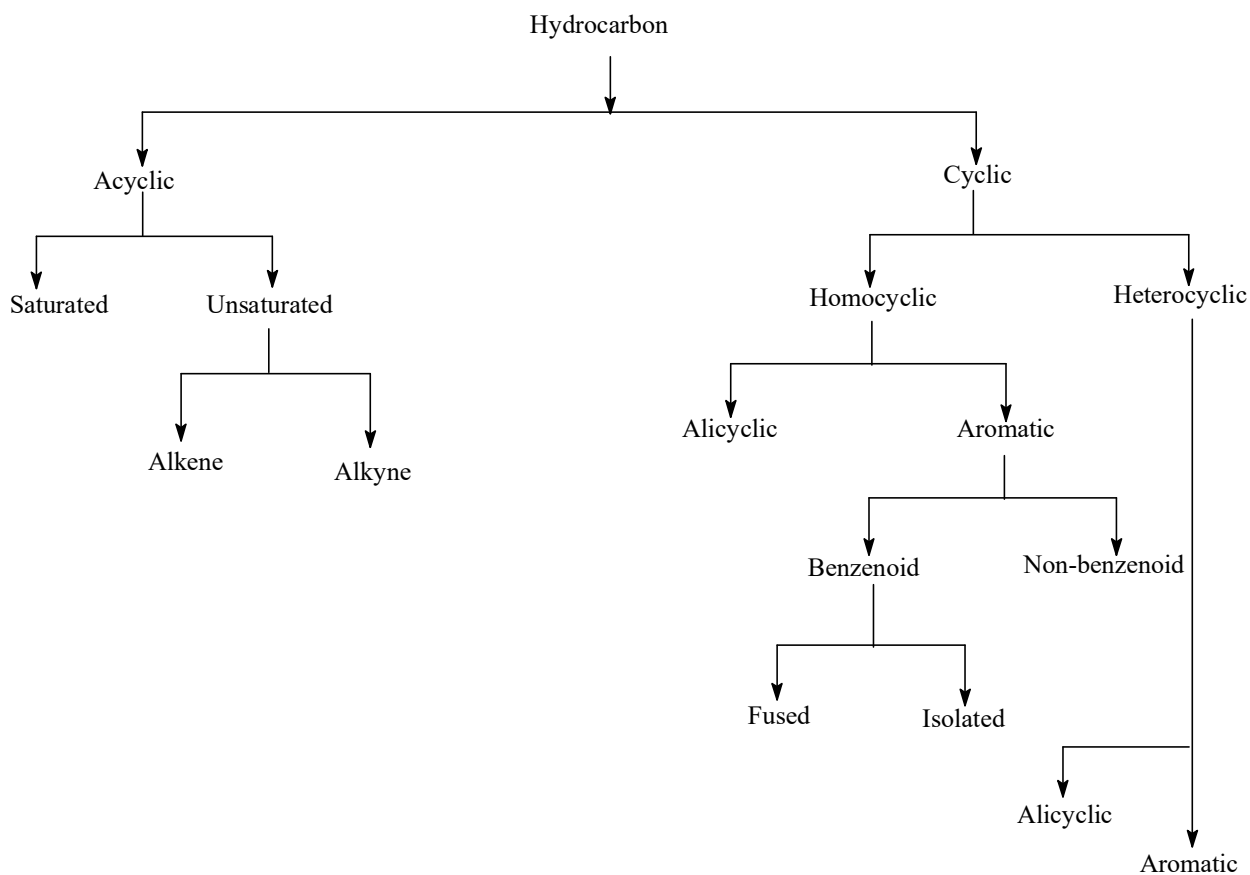 Hydrocarbon
Acyclic
Cyclic
Saturated
Unsaturated
Homocyclic
Heterocyclic
Alkene
Alkyne
Alicyclic
Aromatic
Benzenoid
Non-benzenoid
Fused
Isolated
Alicyclic
Aromatic